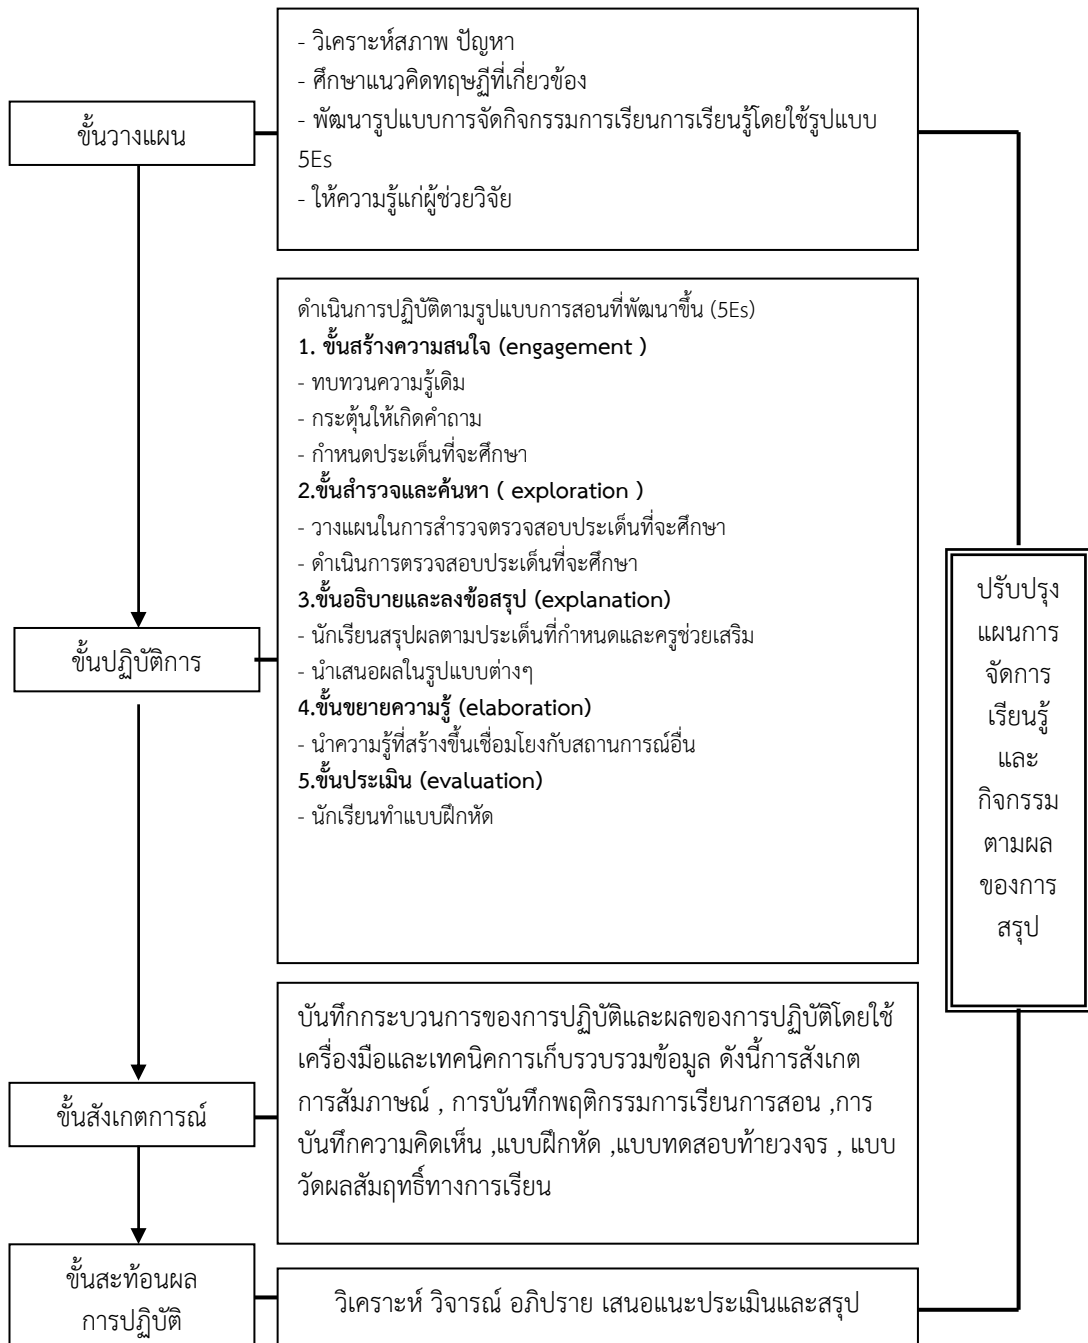 ขั้นวางแผน
- วิเคราะห์สภาพ ปัญหา
- ศึกษาแนวคิดทฤษฎีที่เกี่ยวข้อง
- พัฒนารูปแบบการจัดกิจกรรมการเรียนการเรียนรู้โดยใช้รูปแบบ
5Es
- ให้ความรู้แก่ผู้ช่วยวิจัย
ขั้นปฏิบัติการ
ดำเนินการปฏิบัติตามรูปแบบการสอนที่พัฒนาขึ้น (5Es)
1. ขั้นสร้างความสนใจ (engagement )
- ทบทวนความรู้เดิม
- กระตุ้นให้เกิดคำถาม
- กำหนดประเด็นที่จะศึกษา
2.ขั้นสำรวจและค้นหา ( exploration )
- วางแผนในการสำรวจตรวจสอบประเด็นที่จะศึกษา
- ดำเนินการตรวจสอบประเด็นที่จะศึกษา
3.ขั้นอธิบายและลงข้อสรุป (explanation)
- นักเรียนสรุปผลตามประเด็นที่กำหนดและครูช่วยเสริม
- นำเสนอผลในรูปแบบต่างๆ
4.ขั้นขยายความรู้ (elaboration)
- นำความรู้ที่สร้างขึ้นเชื่อมโยงกับสถานการณ์อื่น
5.ขั้นประเมิน (evaluation)
- นักเรียนทำแบบฝึกหัด
ขั้นสังเกตการณ์
บันทึกกระบวนการของการปฏิบัติและผลของการปฏิบัติโดยใช้
เครื่องมือและเทคนิคการเก็บรวบรวมข้อมูล ดังนี้การสังเกต
การสัมภาษณ์ , การบันทึกพฤติกรรมการเรียนการสอน ,การ
บันทึกความคิดเห็น ,แบบฝึกหัด ,แบบทดสอบท้ายวงจร , แบบ
วัดผลสัมฤทธิ์ทางการเรียน
ขั้นสะท้อนผล
การปฏิบัติ
วิเคราะห์ วิจารณ์ อภิปราย เสนอแนะประเมินและสรุป
ปรับปรุง
แผนการ
จัดการ
เรียนรู้
และ
กิจกรรม
ตามผล
ของการ
สรุป